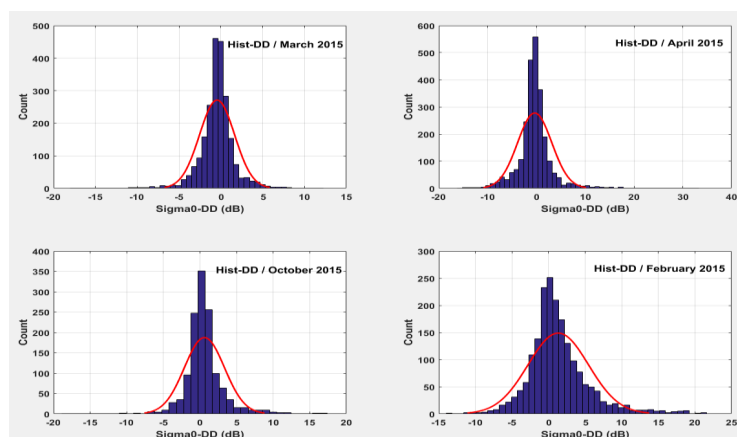 500
400
300
200
100
0
Count
Hist-DD / March 2015
-20 -15 -10 -5 0 5 10 15
Sigma0-DD (dB)
600
500
400
300
200
100
0
Count
Hist-DD / April 2015
-20 -10 0 10 20 30 40
Sigma0-DD (dB)
400
350
300
250
200
150
100
50
0
Count
Hist-DD / October 2015
-20 -15 -10 -5 0 5 10 15 20
Sigma0-DD (dB)
300
250
200
150
100
50
0
Count
Hist-DD / February 2015
-15 -10 -5 0 5 10 15 20 25
Sigma0-DD (dB)